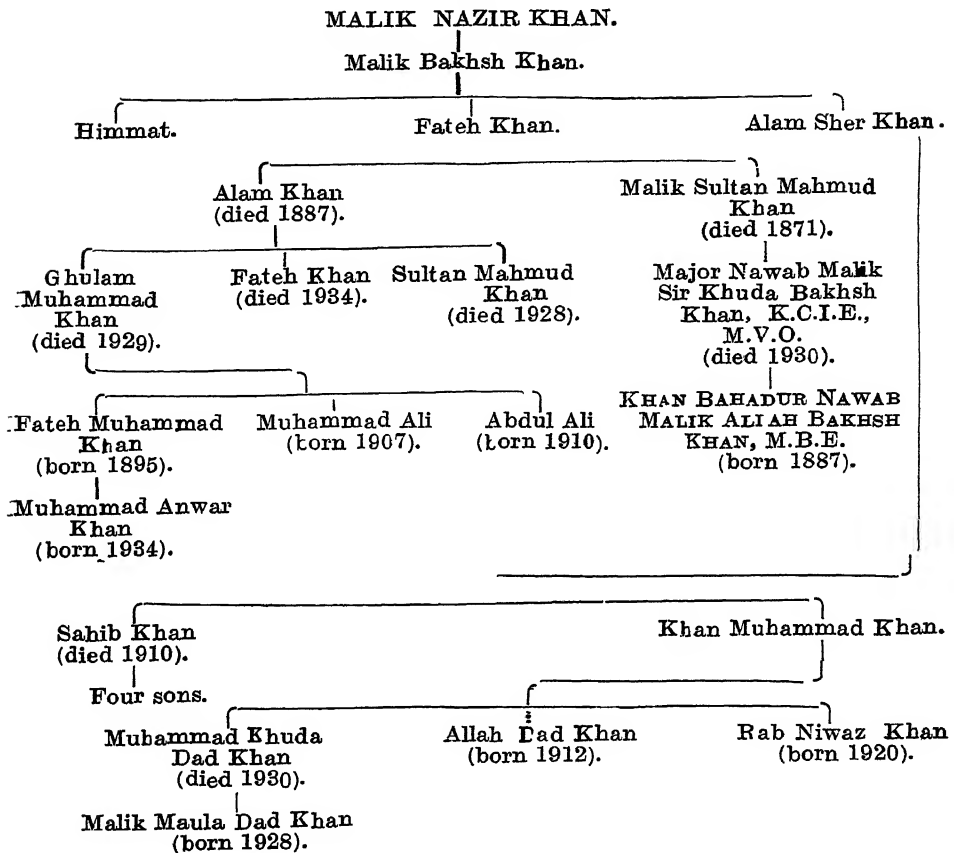 MALIK NAZIR KHAN.
Malik Bakhsh Khan.
Himmat.
Fateh Khan.
Alam Sher Khan.
Alam Khan
(died 1887).
Malik Sultan Mahmud
Khan
(died 1871).
Ghulam
Muhammad
Khan
(died 1929).
Fateh Khan
(died 1934).
Sultan Mahmud
Khan
(died 1928).
Major Nawab Malik
Sir Khuda Bakhsh
Khan, K.C.I.E.,
M.V.O.
(died 1930).
Fateh Muhammad
Khan
(born 1895).
Muhammad Ali
(born 1907).
Abdul Ali
(born 1910).
KHAN BAHADUR NAWAB
MALIK ALIAH BAKHSH
KHAN, M.B.E.
(born 1887).
Muhammad Anwar
Khan
(born 1934).
Sahib Khan
(died 1910).
Khan Muhammad Khan.
Four sons.
Muhammad Khuda
Dad Khan
(died 1930).
Allah Dad Khan
(born 1912).
Rab Niwaz Khan
(born 1920).
Malik Maula Dad Khan
(born 1928).